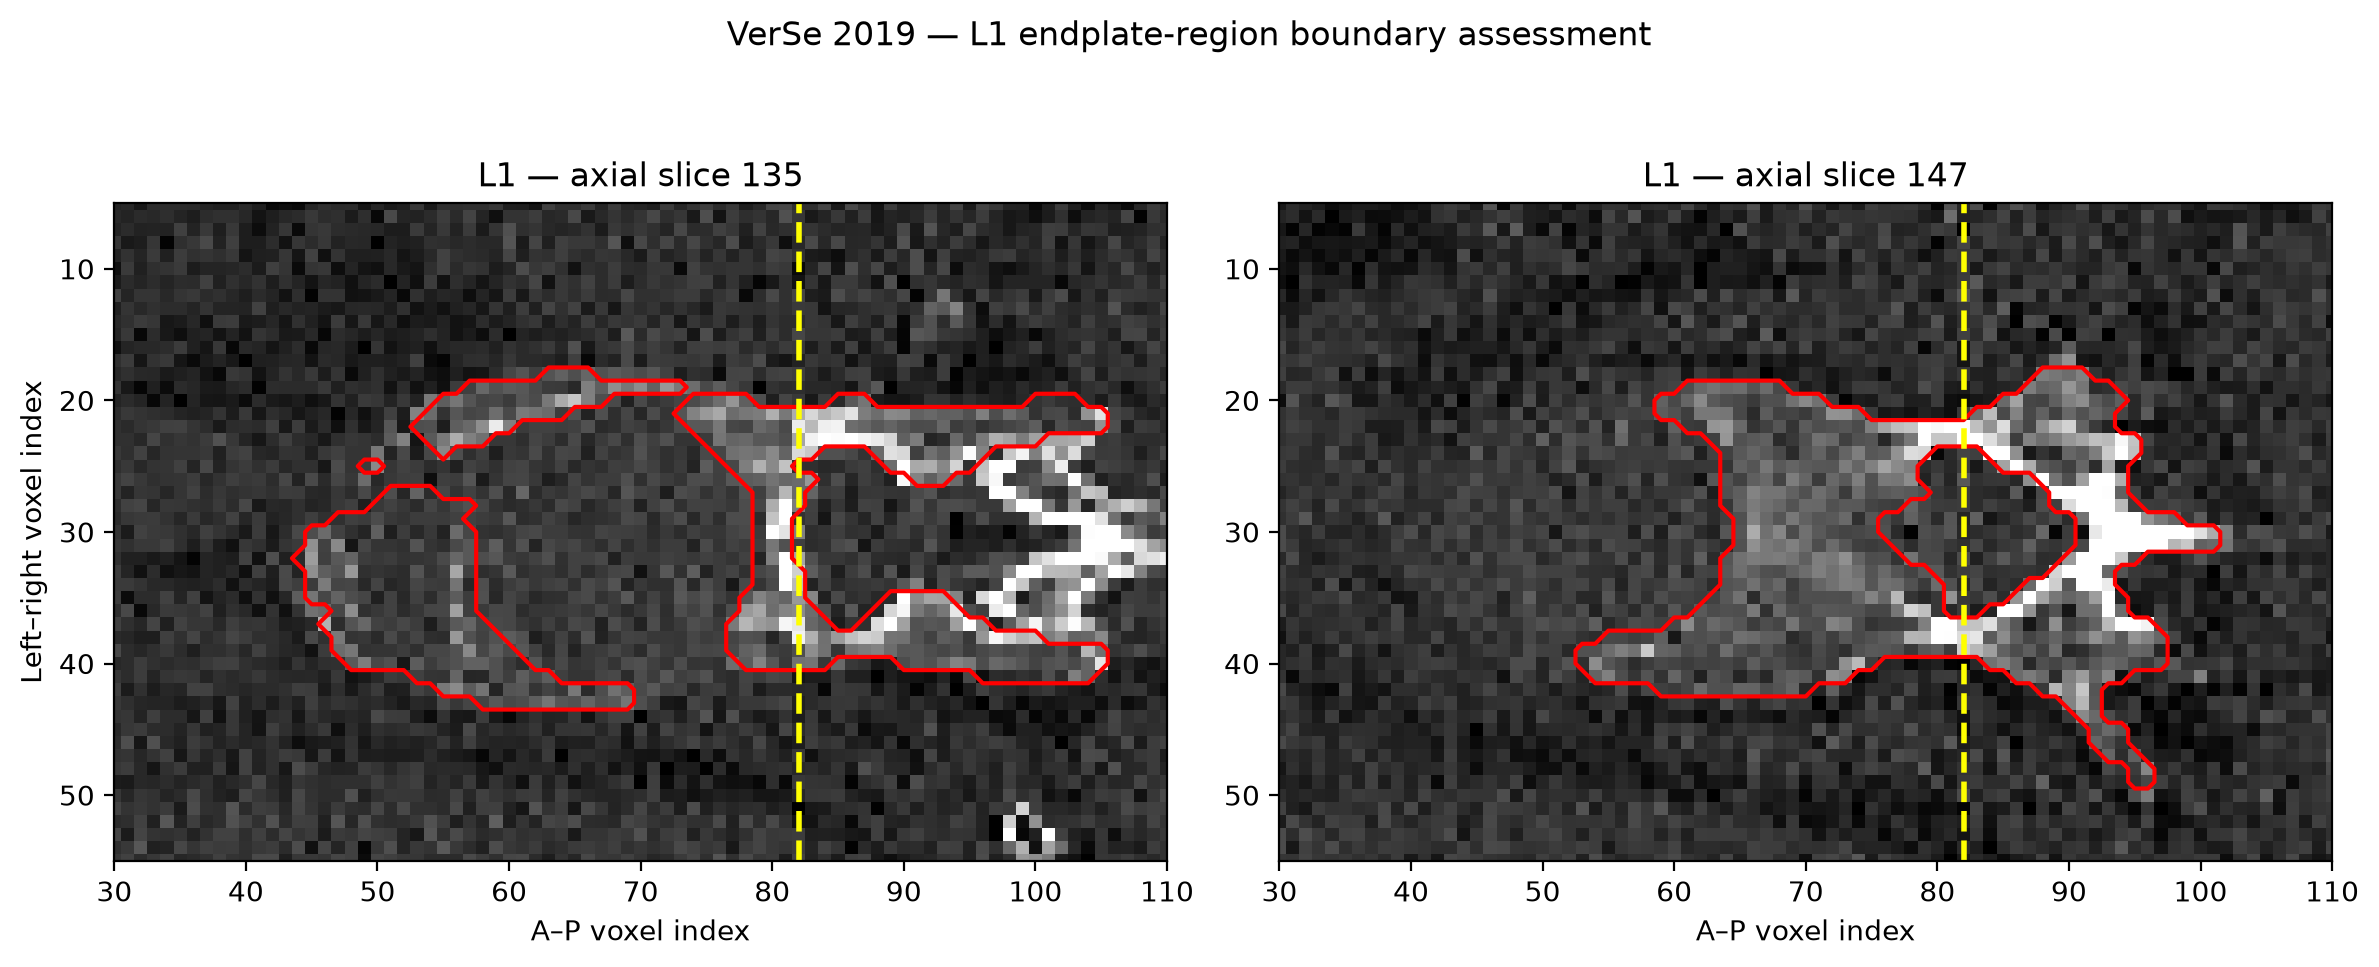 VerSe 2019 — L1 endplate-region boundary assessment
L1 — axial slice 135
L1 — axial slice 147
Left–right voxel index
10
20
30
40
50
30 40 50 60 70 80 90 100 110
A–P voxel index
10
20
30
40
50
30 40 50 60 70 80 90 100 110
A–P voxel index